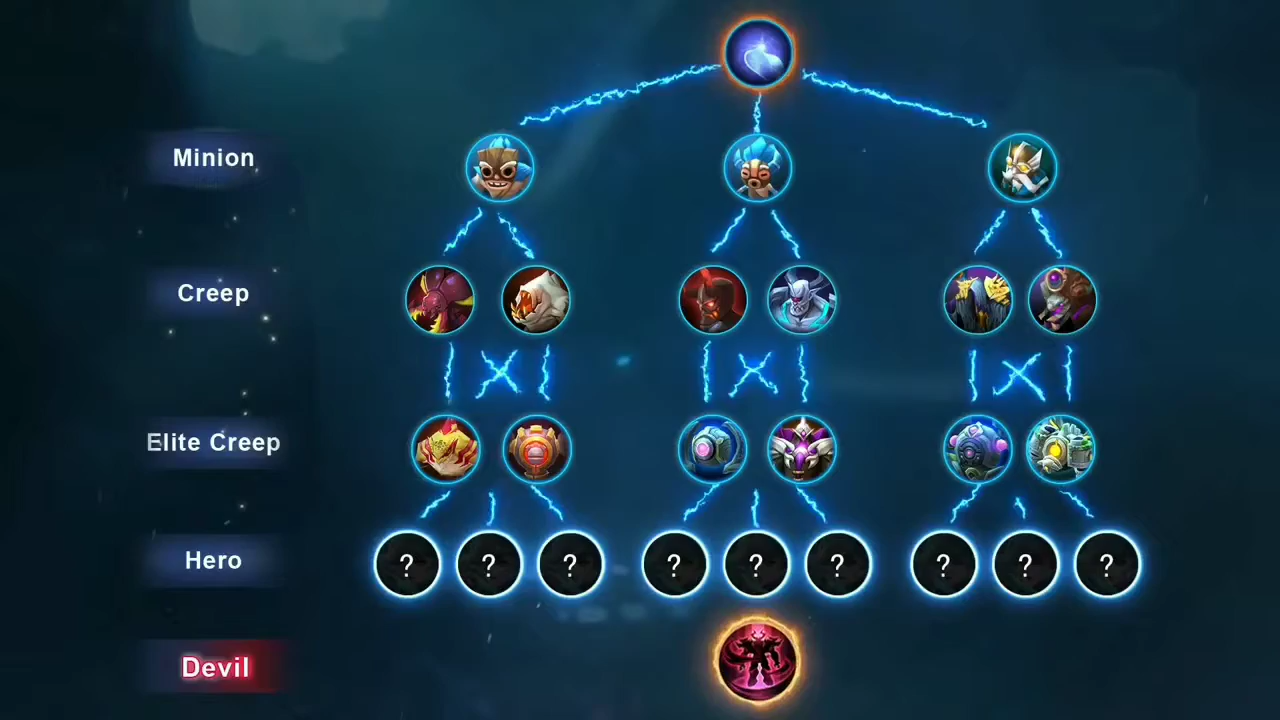 Minion
Creep
Elite Creep
Hero
? ? ? ? ? ? ? ? ?
Devil